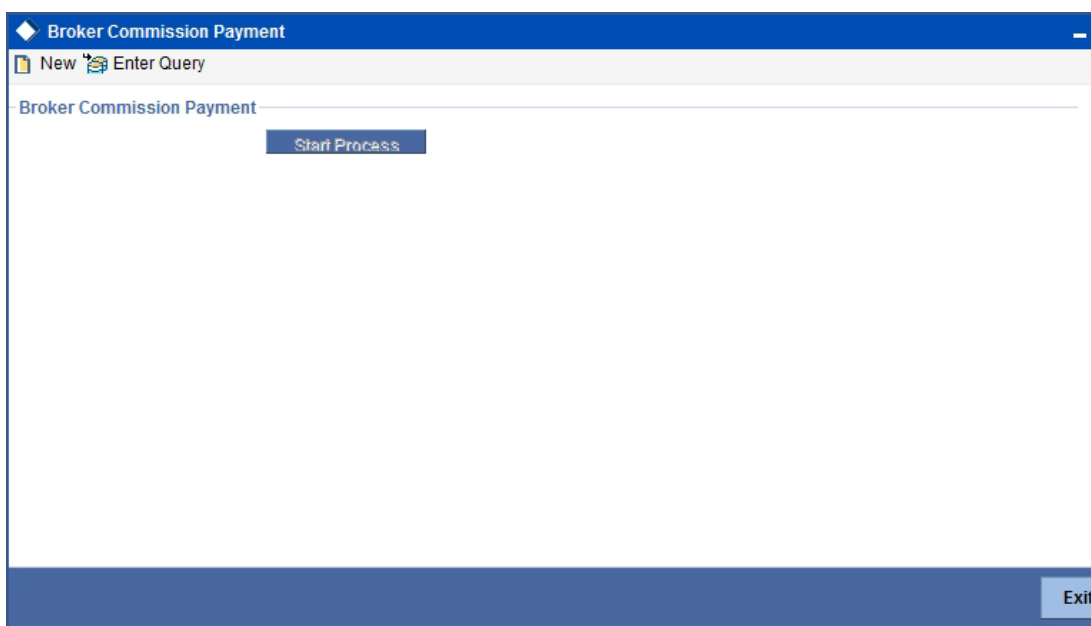 Broker Commission Payment
New Enter Query
Broker Commission Payment
Start Process
Exit